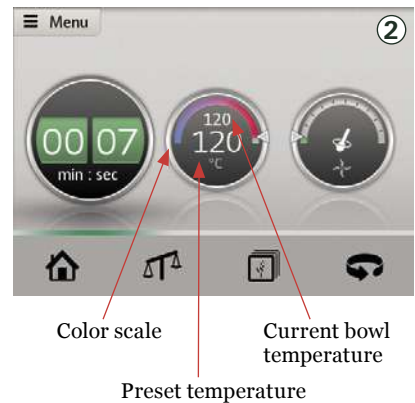 Menu
2
00 07
min : sec
120
120
°C
Color scale
Current bowl
temperature
Preset temperature